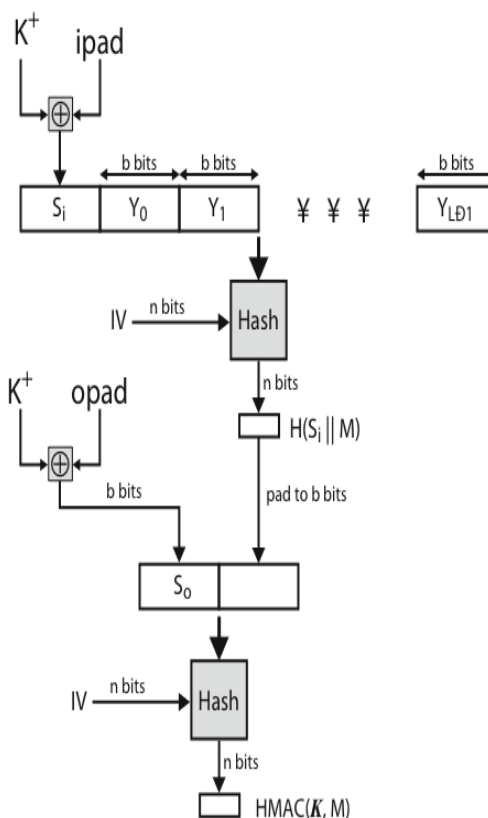 K+ ipad
⊕
b bits b bits b bits
Si Y0 Y1 ¥ ¥ ¥ YLÐ1
IV n bits Hash
n bits
K+ opad
H(Si || M)
⊕
b bits pad to b bits
So
IV n bits Hash
n bits
HMAC(K, M)